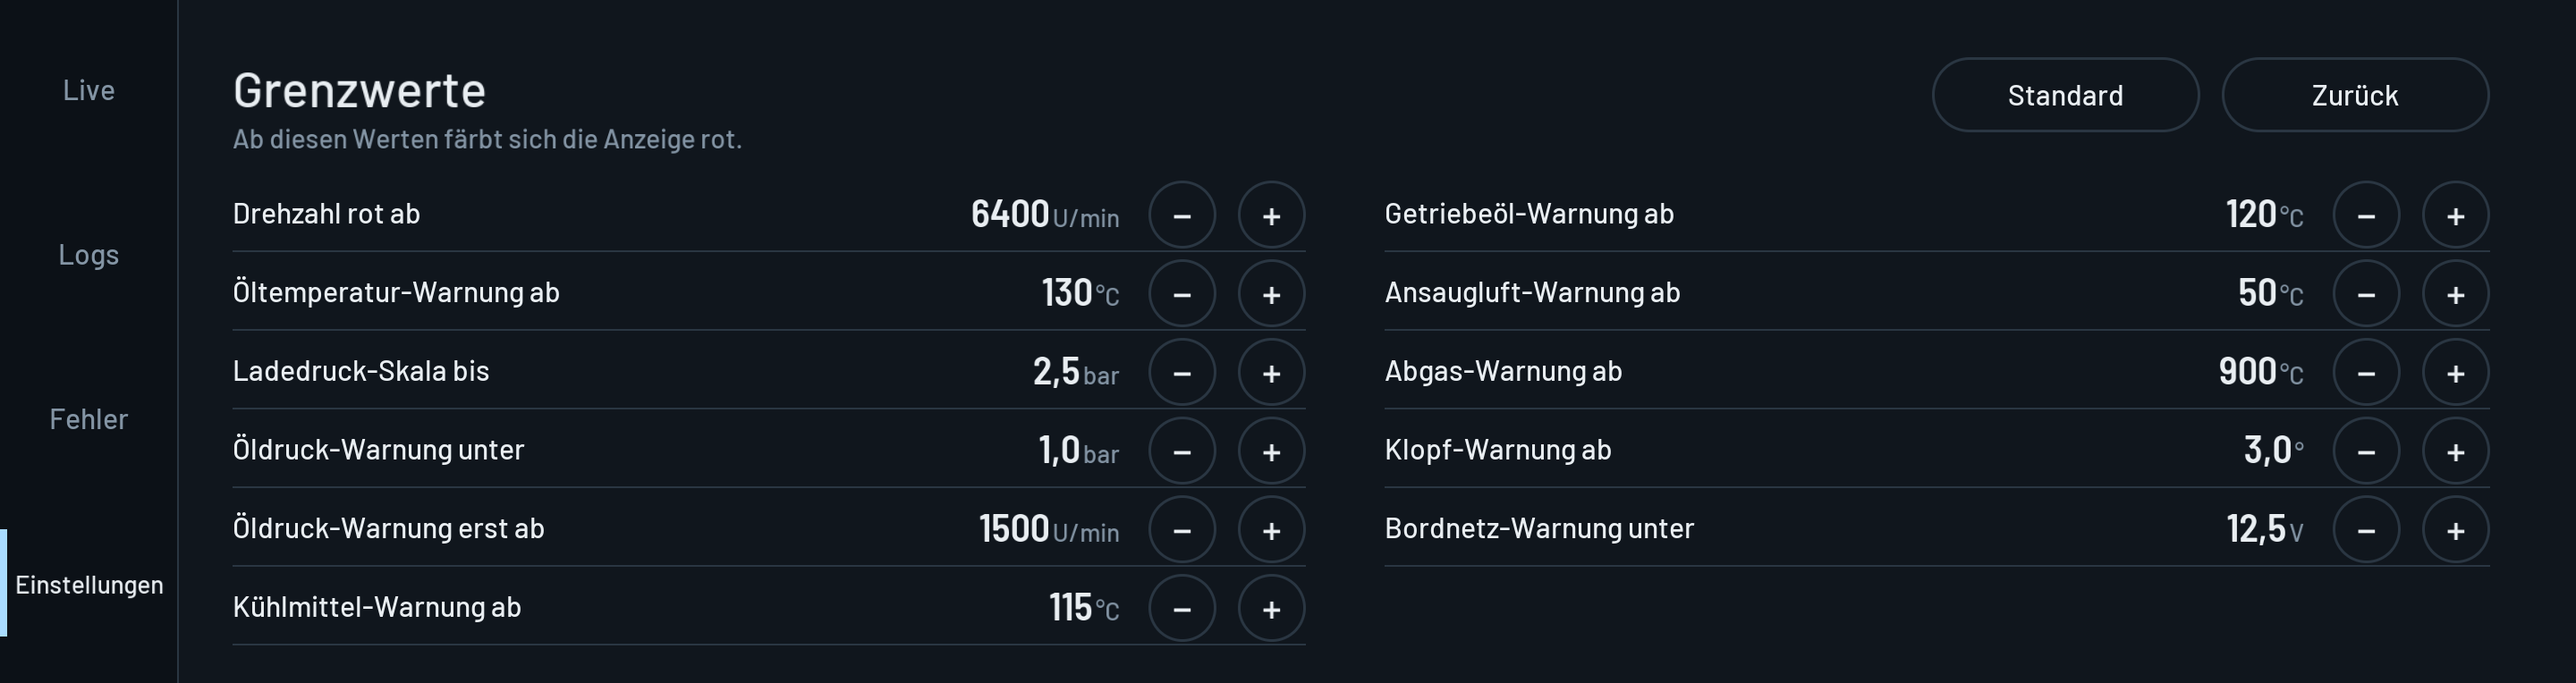 Live
Logs
Fehler
Einstellungen
Grenzwerte
Ab diesen Werten färbt sich die Anzeige rot.
Standard
Zurück
Drehzahl rot ab 6400 U/min − +
Öltemperatur-Warnung ab 130 °C − +
Ladedruck-Skala bis 2,5 bar − +
Öldruck-Warnung unter 1,0 bar − +
Öldruck-Warnung erst ab 1500 U/min − +
Kühlmittel-Warnung ab 115 °C − +
Getriebeöl-Warnung ab 120 °C − +
Ansaugluft-Warnung ab 50 °C − +
Abgas-Warnung ab 900 °C − +
Klopf-Warnung ab 3,0 ° − +
Bordnetz-Warnung unter 12,5 V − +